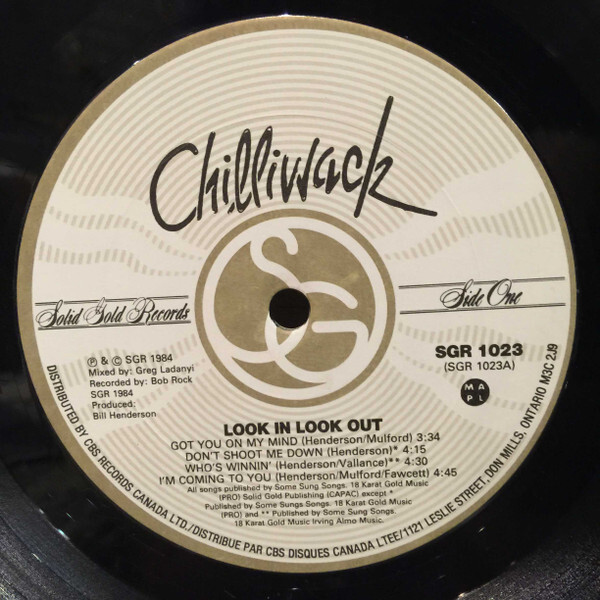 Chilliwack
SG
Solid Gold Records
Side One
℗ & © SGR 1984
Mixed by: Greg Ladanyi
Recorded by: Bob Rock
SGR 1984
Produced:
Bill Henderson
SGR 1023
(SGR 1023A)
M A
P L
LOOK IN LOOK OUT
GOT YOU ON MY MIND (Henderson/Mulford) 3:34
DON'T SHOOT ME DOWN (Henderson)* 4:15
WHO'S WINNIN' (Henderson/Vallance)** 4:30
I'M COMING TO YOU (Henderson/Mulford/Fawcett) 4:45
All songs published by Some Sung Songs. 18 Karat Gold Music
(PRO) Solid Gold Publishing (CAPAC) except *
Published by Some Sung Songs. 18 Karat Gold Music
(PRO) and ** Published by Some Sung Songs.
18 Karat Gold Music Irving Almo Music.
DISTRIBUTED BY CBS RECORDS CANADA LTD./DISTRIBUE PAR CBS DISQUES CANADA LTEE/1121 LESLIE STREET, DON MILLS, ONTARIO M3C 2J9